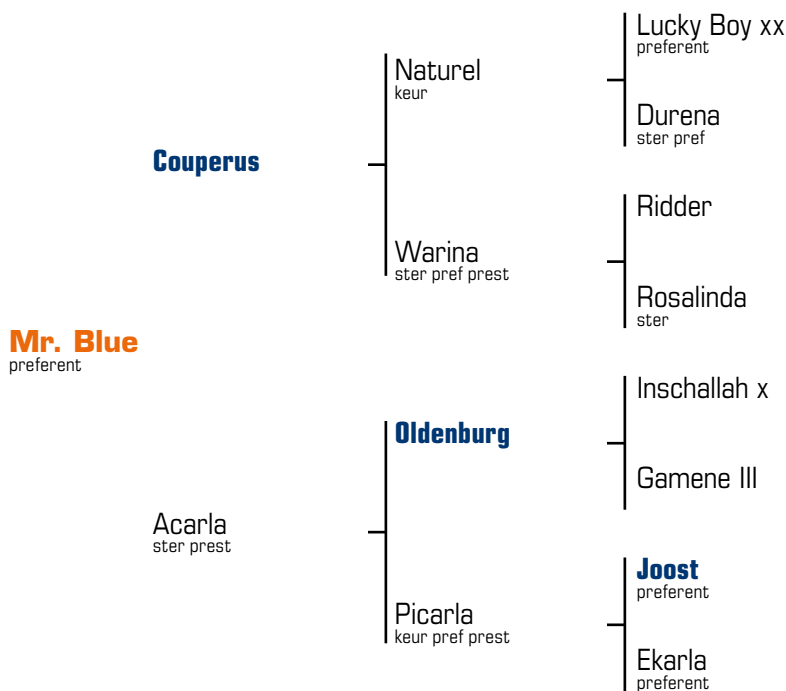 Lucky Boy xx
preferent
Naturel
keur
Durena
ster pref
Couperus
Ridder
Warina
ster pref prest
Rosalinda
ster
Mr. Blue
preferent
Inschallah x
Oldenburg
Gamene III
Acarla
ster prest
Joost
preferent
Picarla
keur pref prest
Ekarla
preferent